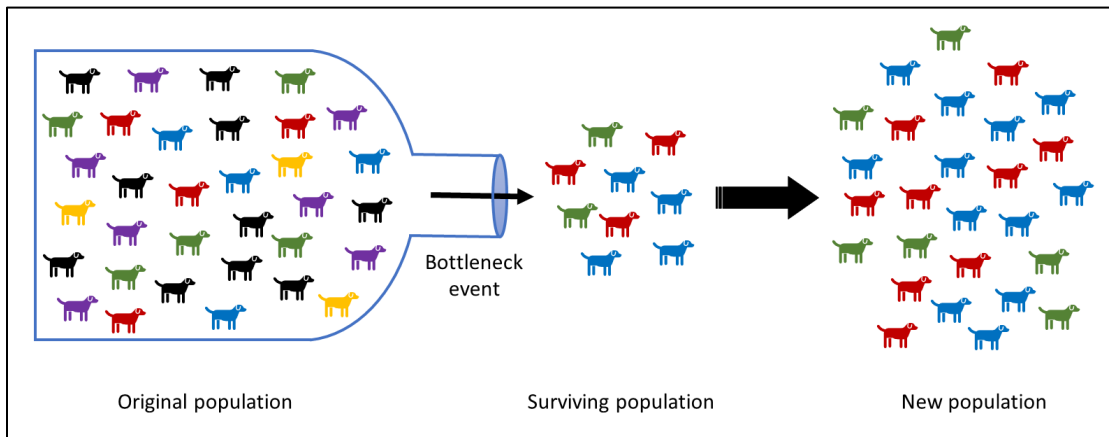 Bottleneck
event
Original population
Surviving population
New population